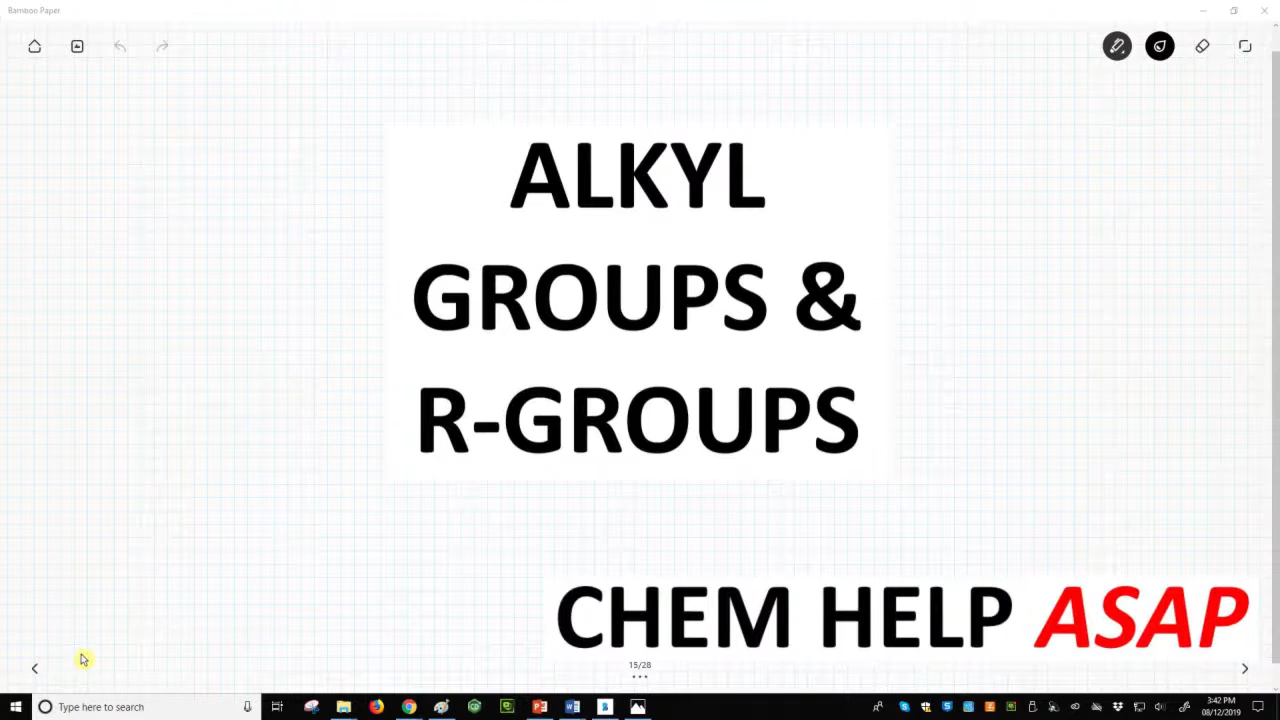 Bamboo Paper
ALKYL
GROUPS &
R-GROUPS
CHEM HELP ASAP
15/28
Type here to search
3:42 PM
08/12/2019